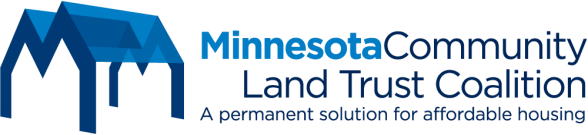 MinnesotaCommunity
Land Trust Coalition
A permanent solution for affordable housing